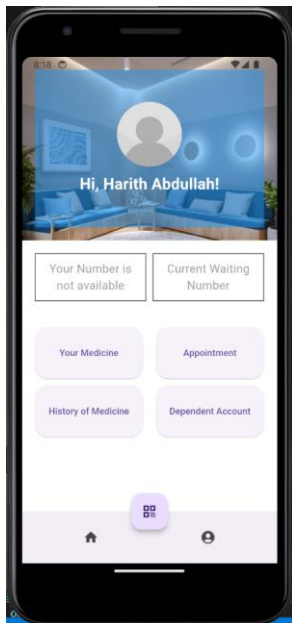 8:18
Hi, Harith Abdullah!
Your Number is
not available
Current Waiting
Number
Your Medicine
Appointment
History of Medicine
Dependent Account